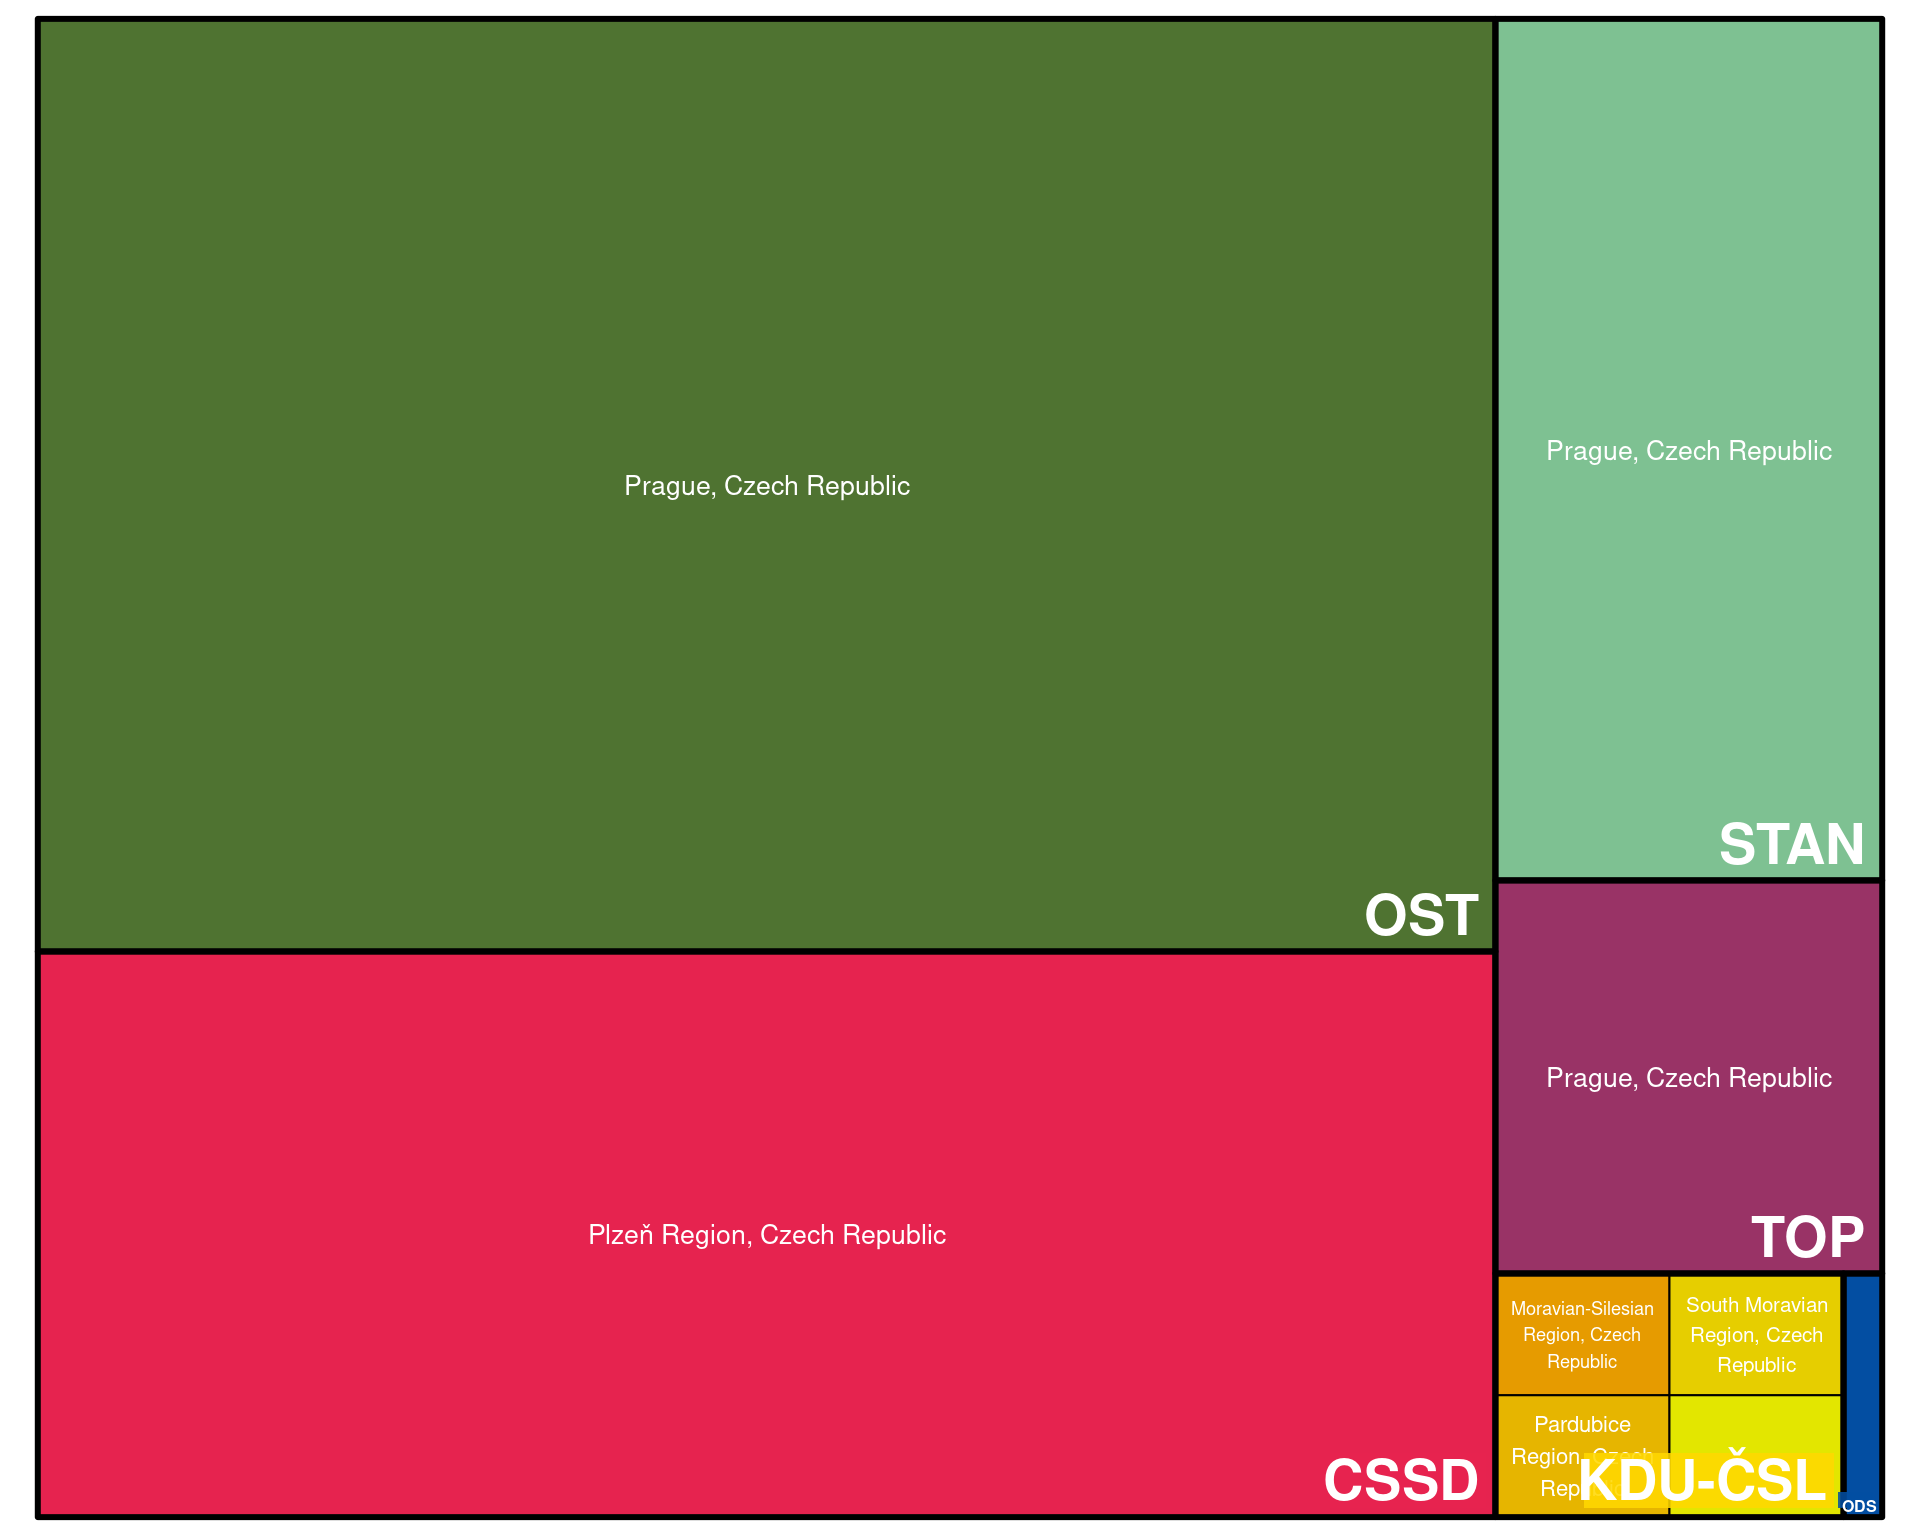 Prague, Czech Republic
OST
Prague, Czech Republic
STAN
Plzeň Region, Czech Republic
CSSD
Prague, Czech Republic
TOP
Moravian-Silesian
Region, Czech
Republic
South Moravian
Region, Czech
Republic
Pardubice
Region, Czech
KDU-ČSL
ODS